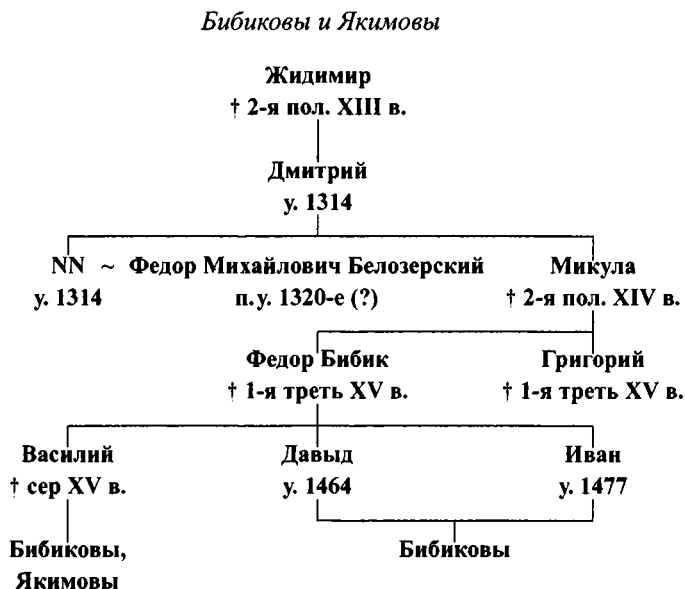 Бибиковы и Якимовы
Жидимир
† 2-я пол. XIII в.
Дмитрий
у. 1314
NN ~ Федор Михайлович Белозерский Микула
у. 1314 п.у. 1320-е (?) † 2-я пол. XIV в.
Федор Бибик Григорий
† 1-я треть XV в. † 1-я треть XV в.
Василий Давыд Иван
† сер XV в. у. 1464 у. 1477
Бибиковы, Бибиковы
Якимовы